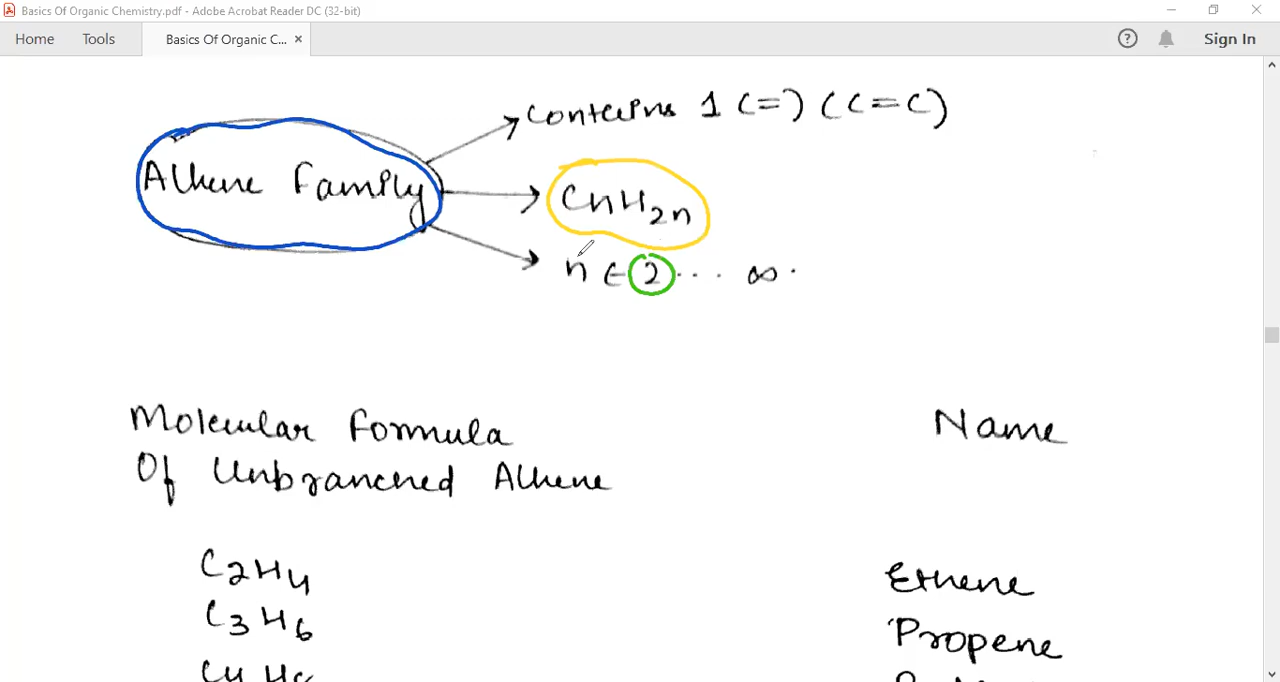 Basics Of Organic Chemistry.pdf - Adobe Acrobat Reader DC (32-bit)
Home Tools Basics Of Organic C... × ? Sign In
Contains 1 (=) (C=C)
Alkene Family
CnH2n
n ∈ 2 ... ∞.
Molecular Formula Name
Of Unbranched Alkene
C2H4 Ethene
C3H6 Propene